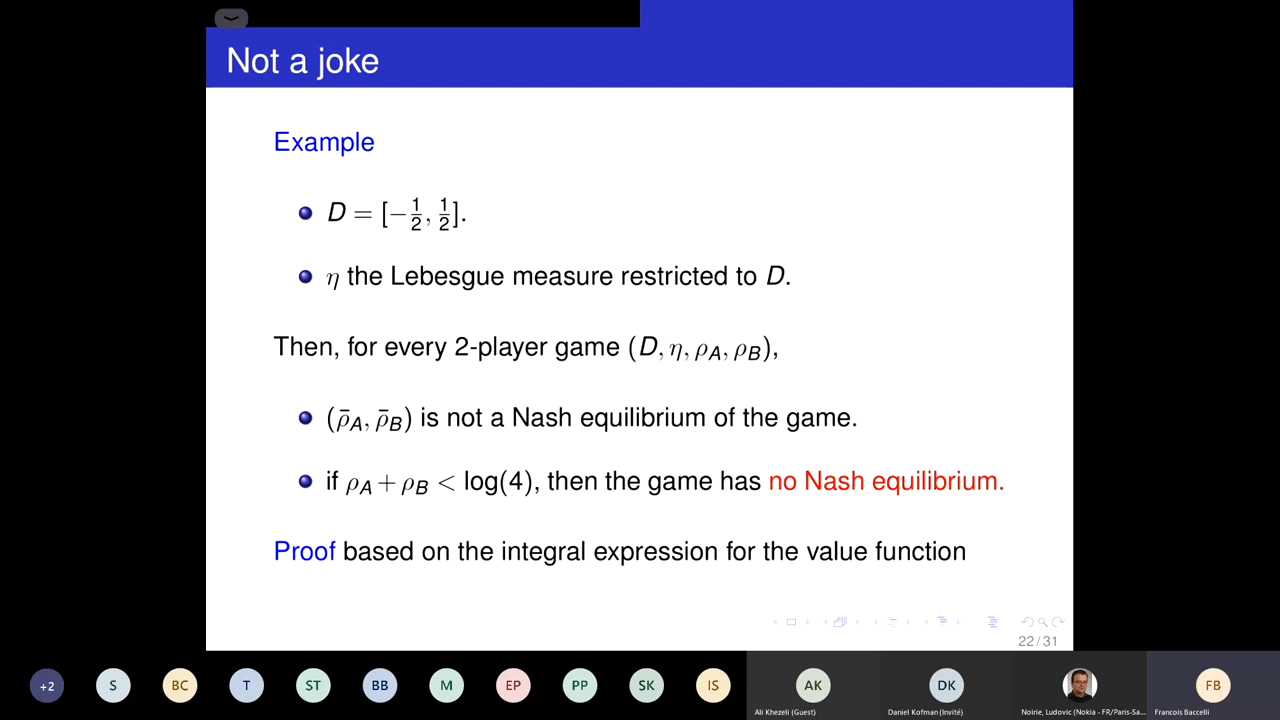 Not a joke
Example
D = [−1/2, 1/2].
η the Lebesgue measure restricted to D.
Then, for every 2-player game (D, η, ρ_A, ρ_B),
(ρ̄_A, ρ̄_B) is not a Nash equilibrium of the game.
if ρ_A + ρ_B < log(4), then the game has no Nash equilibrium.
Proof based on the integral expression for the value function
22 / 31
+2 S BC T ST BB M EP PP SK IS AK DK FB
Ali Khezeli (Guest) Daniel Kofman (Invité) Noirie, Ludovic (Nokia - FR/Paris-Sa... Francois Baccelli